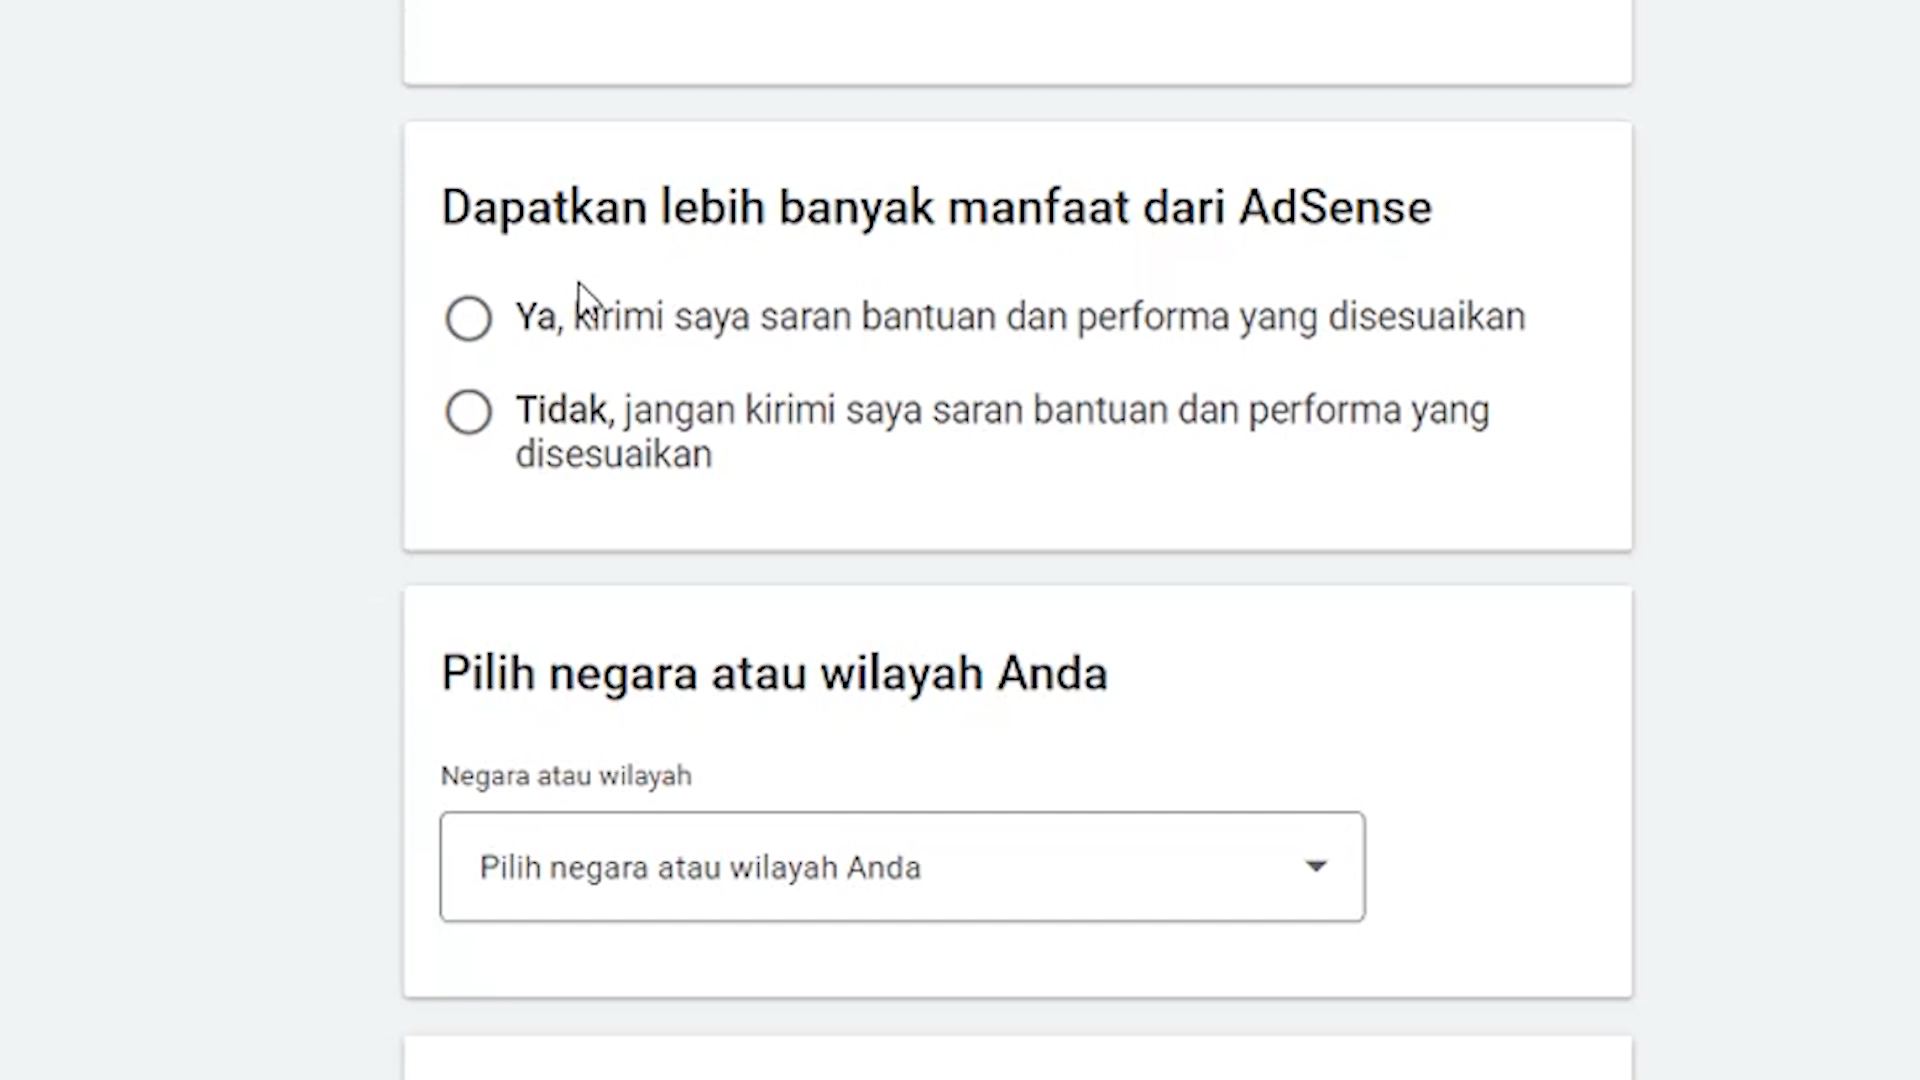 Dapatkan lebih banyak manfaat dari AdSense
Ya, kirimi saya saran bantuan dan performa yang disesuaikan
Tidak, jangan kirimi saya saran bantuan dan performa yang
disesuaikan
Pilih negara atau wilayah Anda
Negara atau wilayah
Pilih negara atau wilayah Anda